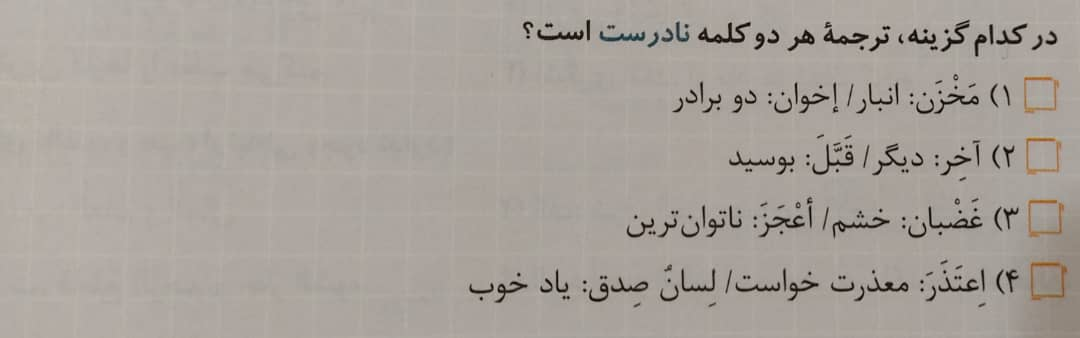 در کدام گزینه، ترجمهٔ هر دو کلمه نادرست است؟
۱) مَخْزَن: انبار/ إخوان: دو برادر
۲) آخِر: دیگر/ قَبَّلَ: بوسید
۳) غَضْبان: خشم/ أعْجَزَ: ناتوان‌ترین
۴) اِعتَذَرَ: معذرت خواست/ لِسانُ صِدق: یاد خوب